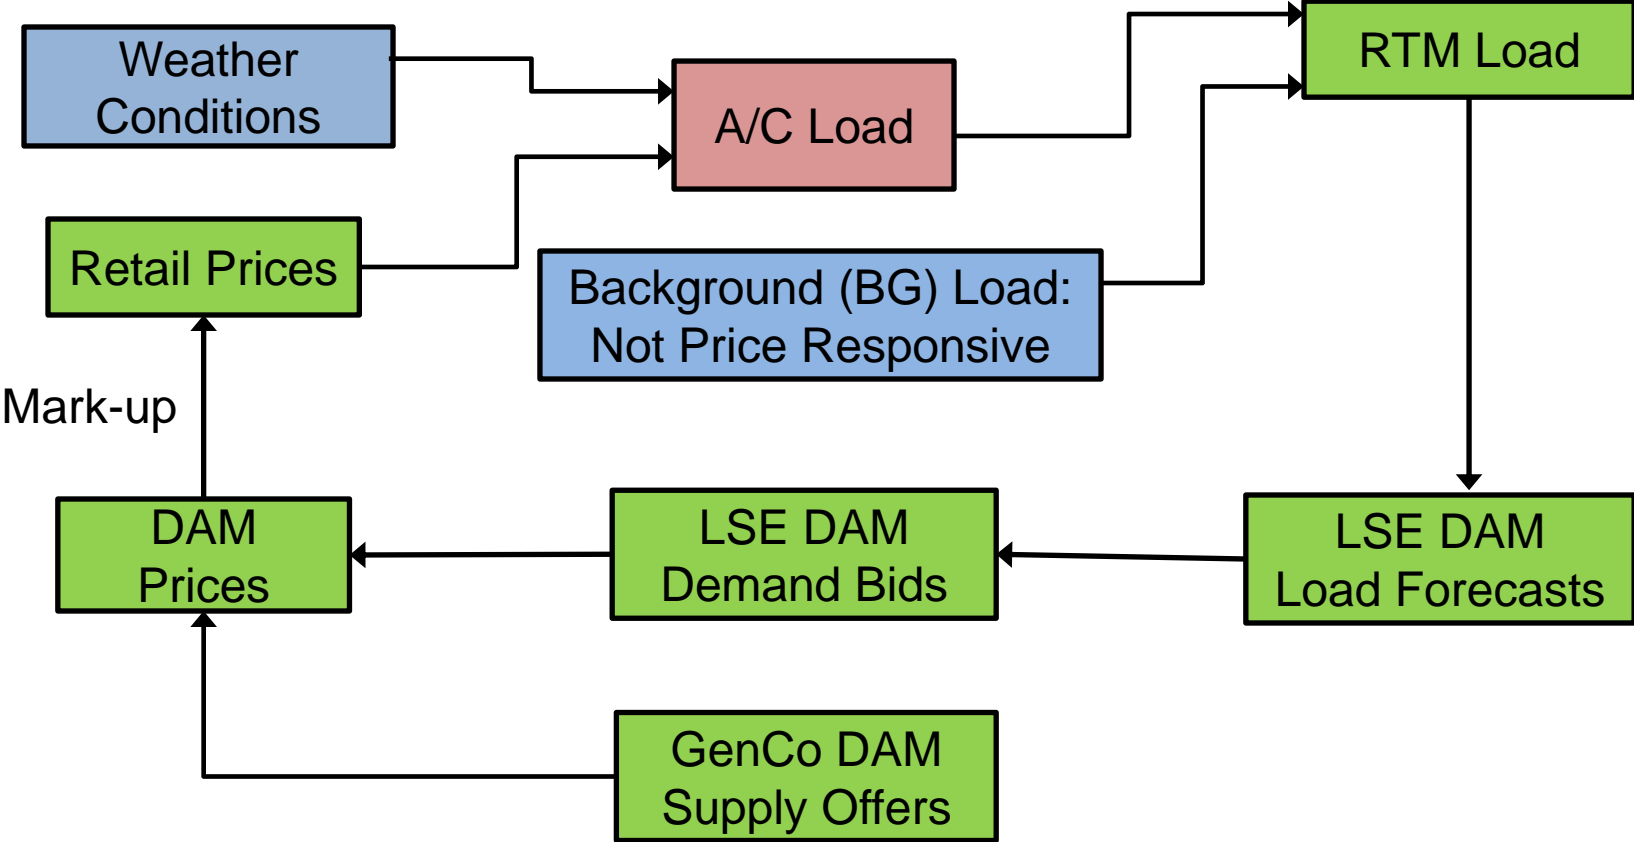 Weather
Conditions
A/C Load
RTM Load
Retail Prices
Background (BG) Load:
Not Price Responsive
Mark-up
DAM
Prices
LSE DAM
Demand Bids
LSE DAM
Load Forecasts
GenCo DAM
Supply Offers